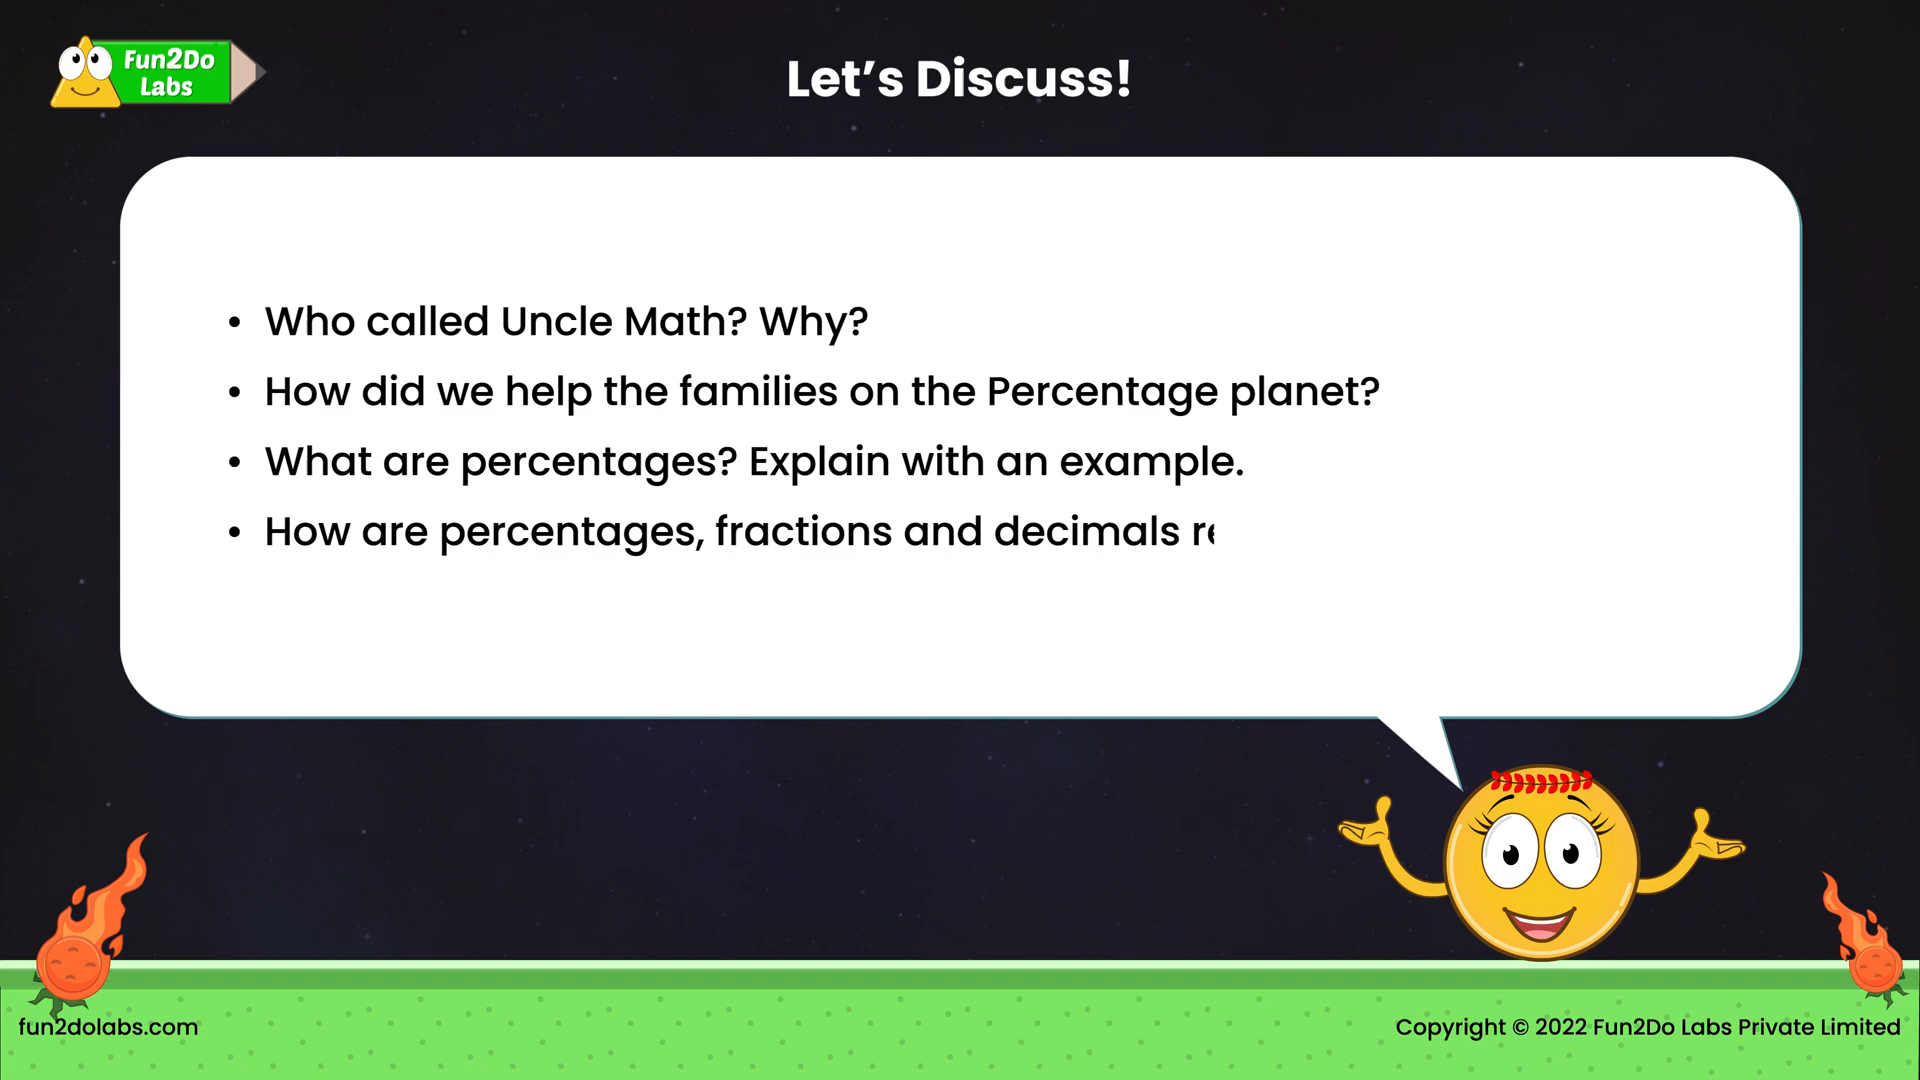 Fun2Do
Labs
Let’s Discuss!
• Who called Uncle Math? Why?
• How did we help the families on the Percentage planet?
• What are percentages? Explain with an example.
• How are percentages, fractions and decimals
fun2dolabs.com
Copyright © 2022 Fun2Do Labs Private Limited